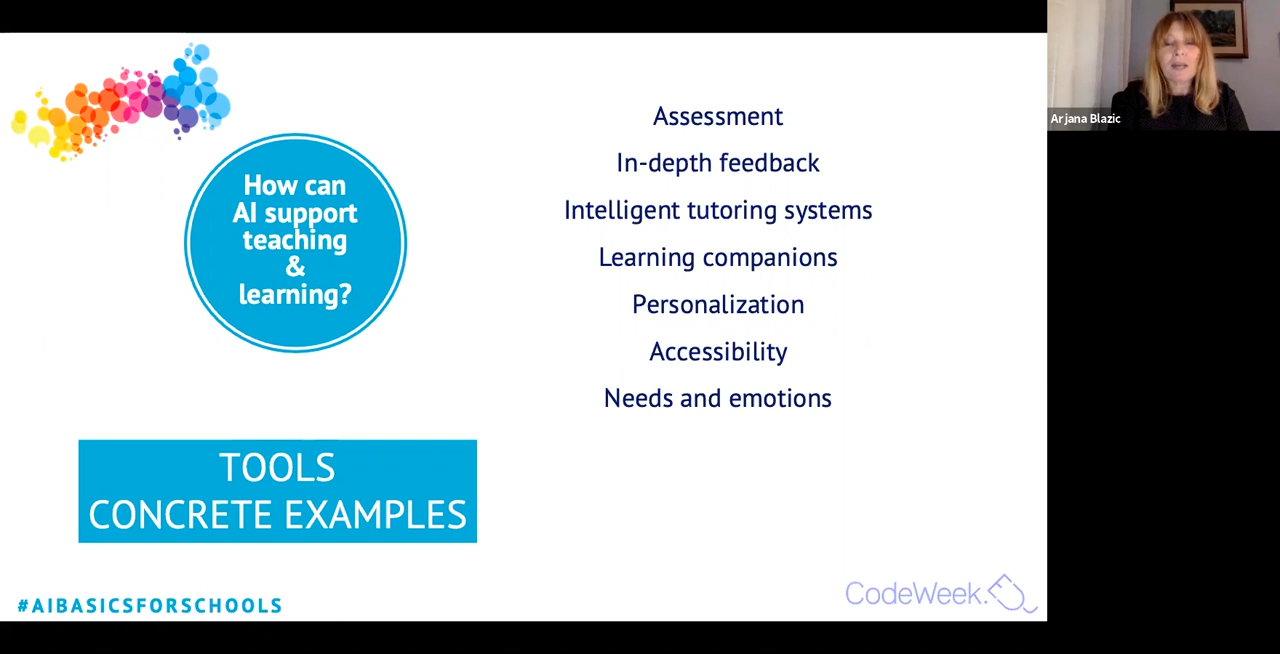 How can
AI support
teaching
&
learning?
TOOLS
CONCRETE EXAMPLES
#AIBASICSFORSCHOOLS
Assessment
In-depth feedback
Intelligent tutoring systems
Learning companions
Personalization
Accessibility
Needs and emotions
CodeWeek.
Arjana Blazic